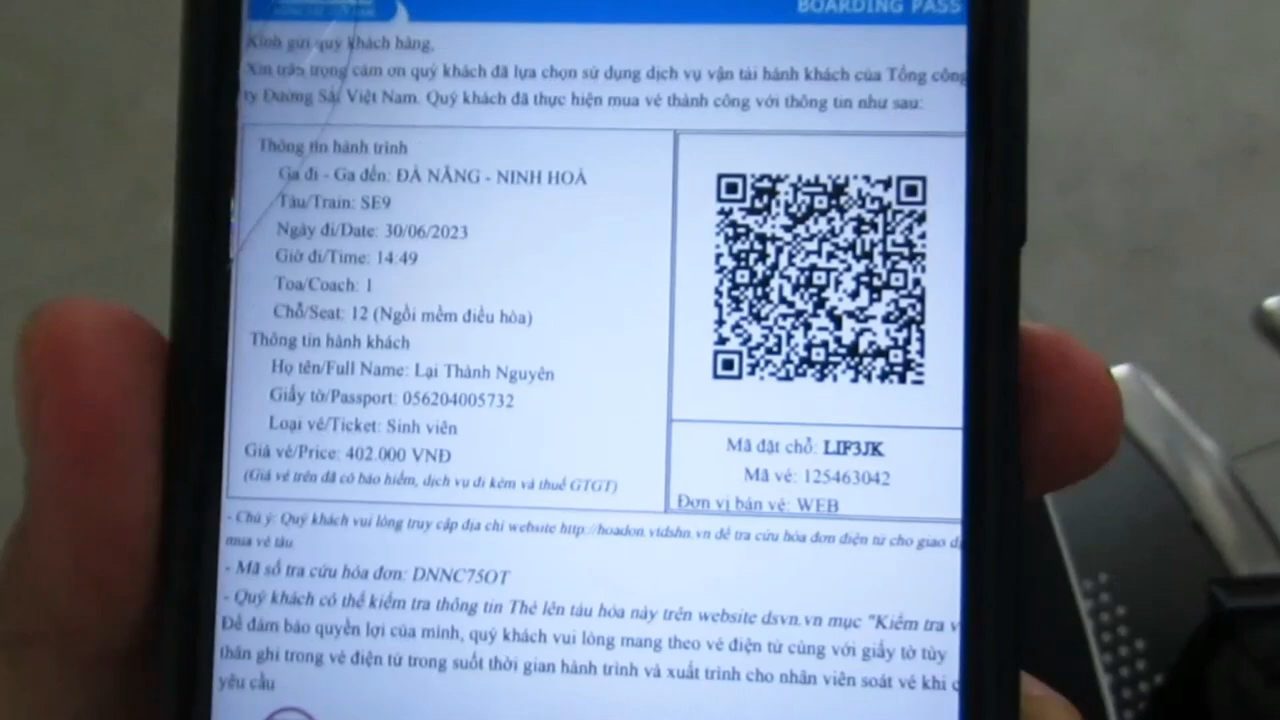 BOARDING PASS
Kính gửi quý khách hàng,
Xin trân trọng cám ơn quý khách đã lựa chọn sử dụng dịch vụ vận tải hành khách của Tổng công
ty Đường Sắt Việt Nam. Quý khách đã thực hiện mua vé thành công với thông tin như sau:
Thông tin hành trình
Ga đi - Ga đến: ĐÀ NẴNG - NINH HOÀ
Tàu/Train: SE9
Ngày đi/Date: 30/06/2023
Giờ đi/Time: 14:49
Toa/Coach: 1
Chỗ/Seat: 12 (Ngồi mềm điều hòa)
Thông tin hành khách
Họ tên/Full Name: Lại Thành Nguyên
Giấy tờ/Passport: 056204005732
Loại vé/Ticket: Sinh viên
Giá vé/Price: 402.000 VNĐ
(Giá vé trên đã có bảo hiểm, dịch vụ đi kèm và thuế GTGT)
Mã đặt chỗ: LIF3JK
Mã vé: 125463042
Đơn vị bán vé: WEB
- Chú ý: Quý khách vui lòng truy cập địa chỉ website http://hoadon.vtdshn.vn để tra cứu hóa đơn điện tử cho giao
mua vé tàu
- Mã số tra cứu hóa đơn: DNNC75OT
- Quý khách có thể kiểm tra thông tin Thẻ lên tàu hỏa này trên website dsvn.vn mục "Kiểm tra
Để đảm bảo quyền lợi của mình, quý khách vui lòng mang theo vé điện tử cùng với giấy tờ tùy
thân ghi trong vé điện tử trong suốt thời gian hành trình và xuất trình cho nhân viên soát vé khi
yêu cầu